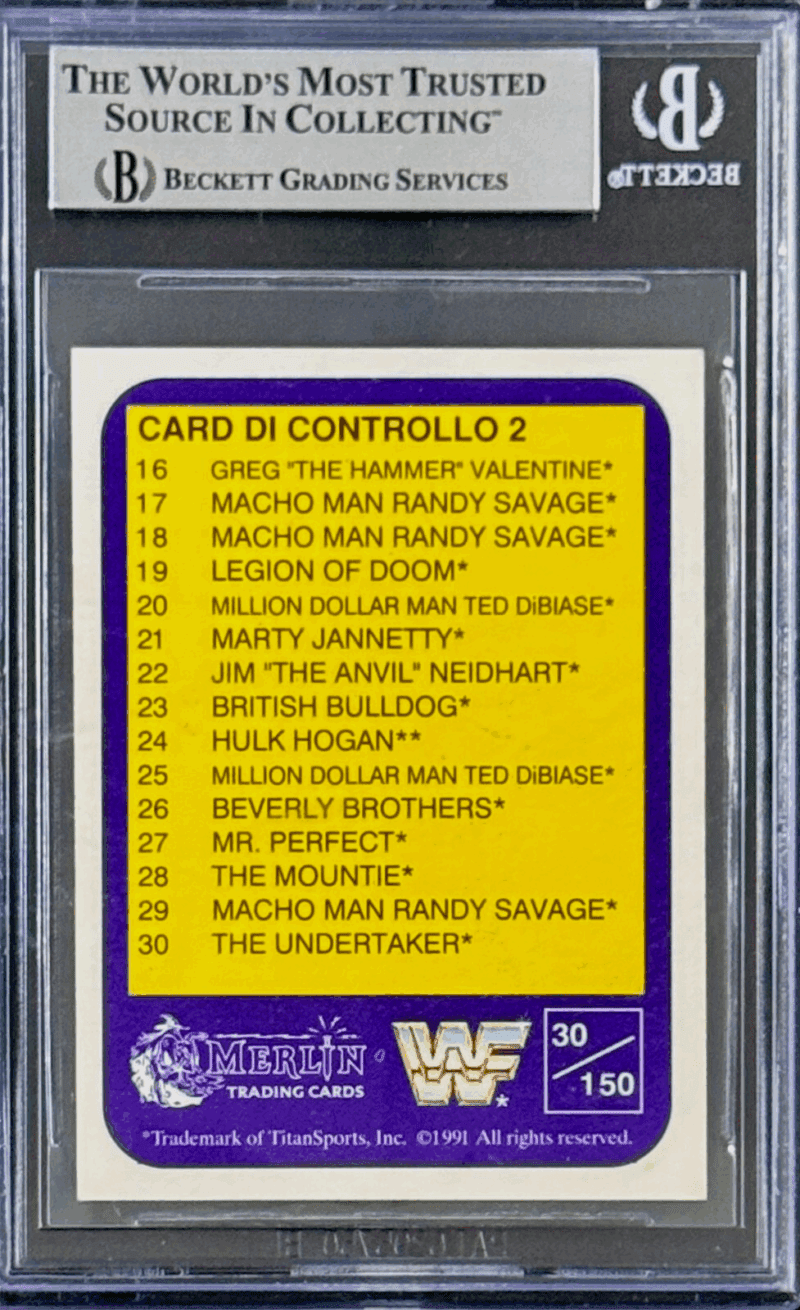 THE WORLD'S MOST TRUSTED
SOURCE IN COLLECTING™
B BECKETT GRADING SERVICES
B
BECKETT®
CARD DI CONTROLLO 2
16 GREG "THE HAMMER" VALENTINE*
17 MACHO MAN RANDY SAVAGE*
18 MACHO MAN RANDY SAVAGE*
19 LEGION OF DOOM*
20 MILLION DOLLAR MAN TED DiBIASE*
21 MARTY JANNETTY*
22 JIM "THE ANVIL" NEIDHART*
23 BRITISH BULLDOG*
24 HULK HOGAN**
25 MILLION DOLLAR MAN TED DiBIASE*
26 BEVERLY BROTHERS*
27 MR. PERFECT*
28 THE MOUNTIE*
29 MACHO MAN RANDY SAVAGE*
30 THE UNDERTAKER*
MERLIN
TRADING CARDS
WF*
30/150
*Trademark of TitanSports, Inc. ©1991 All rights reserved.